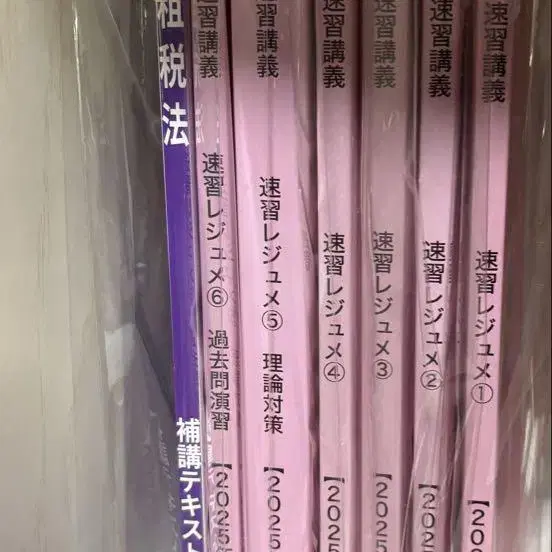 速習講義 速習レジュメ① 【2025
速習講義 速習レジュメ② 【202
速習講義 速習レジュメ③ 【2025
速習講義 速習レジュメ④ 【2025
速習講義 速習レジュメ⑤ 理論対策 【2025
速習講義 速習レジュメ⑥ 過去問演習 【2025
租税法 補講テキスト